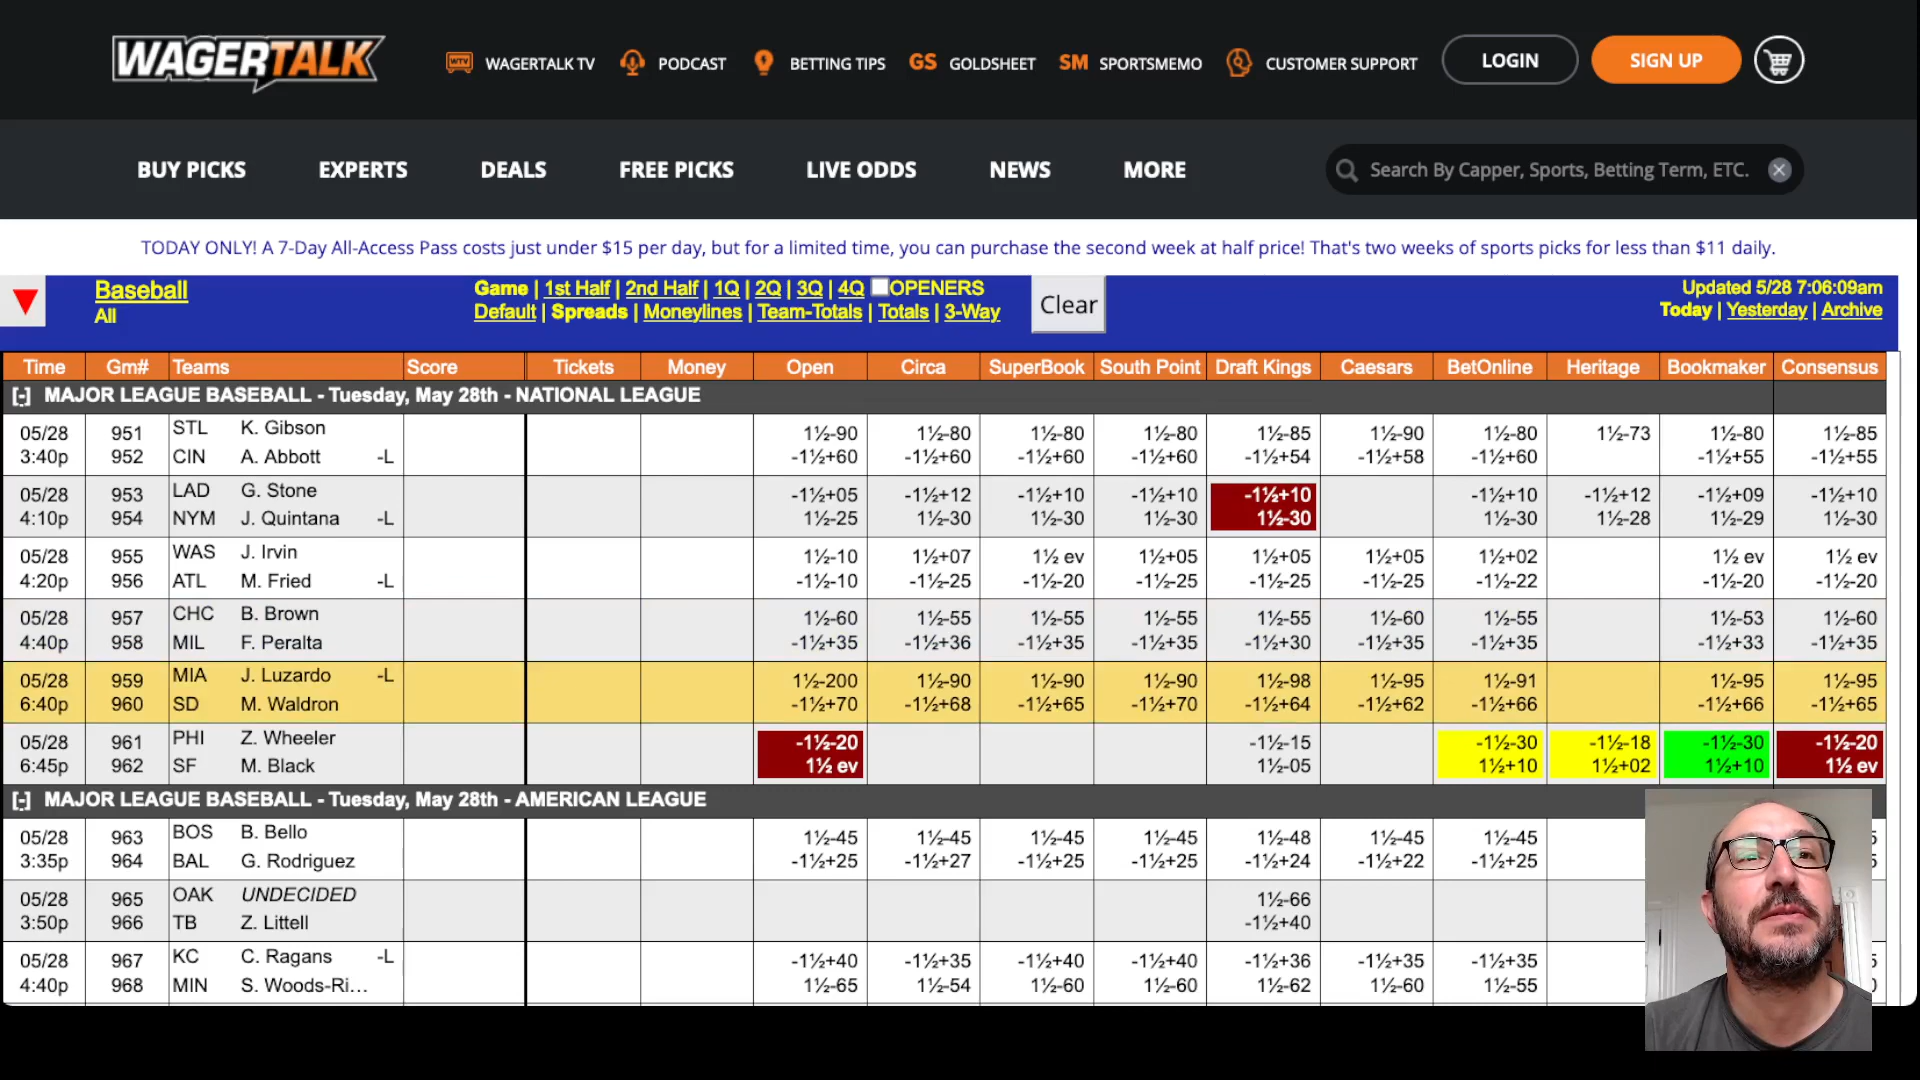 WAGERTALK
WTV WAGERTALK TV PODCAST BETTING TIPS GS GOLDSHEET SM SPORTSMEMO CUSTOMER SUPPORT LOGIN SIGN UP
BUY PICKS EXPERTS DEALS FREE PICKS LIVE ODDS NEWS MORE Search By Capper, Sports, Betting Term, ETC.
TODAY ONLY! A 7-Day All-Access Pass costs just under $15 per day, but for a limited time, you can purchase the second week at half price! That's two weeks of sports picks for less than $11 daily.
Baseball Game | 1st Half | 2nd Half | 1Q | 2Q | 3Q | 4Q OPENERS Clear Updated 5/28 7:06:09am
All Default | Spreads | Moneylines | Team-Totals | Totals | 3-Way Today | Yesterday | Archive
Time Gm# Teams Score Tickets Money Open Circa SuperBook South Point Draft Kings Caesars BetOnline Heritage Bookmaker Consensus
[-] MAJOR LEAGUE BASEBALL - Tuesday, May 28th - NATIONAL LEAGUE
05/28 951 STL K. Gibson 1½-90 1½-80 1½-80 1½-80 1½-85 1½-90 1½-80 1½-73 1½-80 1½-85
3:40p 952 CIN A. Abbott -L -1½+60 -1½+60 -1½+60 -1½+60 -1½+54 -1½+58 -1½+60 -1½+55 -1½+55
05/28 953 LAD G. Stone -1½+05 -1½+12 -1½+10 -1½+10 -1½+10 -1½+10 -1½+12 -1½+09 -1½+10
4:10p 954 NYM J. Quintana -L 1½-25 1½-30 1½-30 1½-30 1½-30 1½-30 1½-28 1½-29 1½-30
05/28 955 WAS J. Irvin 1½-10 1½+07 1½ ev 1½+05 1½+05 1½+05 1½+02 1½ ev 1½ ev
4:20p 956 ATL M. Fried -L -1½-10 -1½-25 -1½-20 -1½-25 -1½-25 -1½-25 -1½-22 -1½-20 -1½-20
05/28 957 CHC B. Brown 1½-60 1½-55 1½-55 1½-55 1½-55 1½-60 1½-55 1½-53 1½-60
4:40p 958 MIL F. Peralta -1½+35 -1½+36 -1½+35 -1½+35 -1½+30 -1½+35 -1½+35 -1½+33 -1½+35
05/28 959 MIA J. Luzardo -L 1½-200 1½-90 1½-90 1½-90 1½-98 1½-95 1½-91 1½-95 1½-95
6:40p 960 SD M. Waldron -1½+70 -1½+68 -1½+65 -1½+70 -1½+64 -1½+62 -1½+66 -1½+66 -1½+65
05/28 961 PHI Z. Wheeler -1½-20 -1½-15 -1½-30 -1½-18 -1½-30 -1½-20
6:45p 962 SF M. Black 1½ ev 1½-05 1½+10 1½+02 1½+10 1½ ev
[-] MAJOR LEAGUE BASEBALL - Tuesday, May 28th - AMERICAN LEAGUE
05/28 963 BOS B. Bello 1½-45 1½-45 1½-45 1½-45 1½-48 1½-45 1½-45
3:35p 964 BAL G. Rodriguez -1½+25 -1½+27 -1½+25 -1½+25 -1½+24 -1½+22 -1½+25
05/28 965 OAK UNDECIDED 1½-66
3:50p 966 TB Z. Littell -1½+40
05/28 967 KC C. Ragans -L -1½+40 -1½+35 -1½+40 -1½+40 -1½+36 -1½+35 -1½+35
4:40p 968 MIN S. Woods-Ri... 1½-65 1½-54 1½-60 1½-60 1½-62 1½-60 1½-55